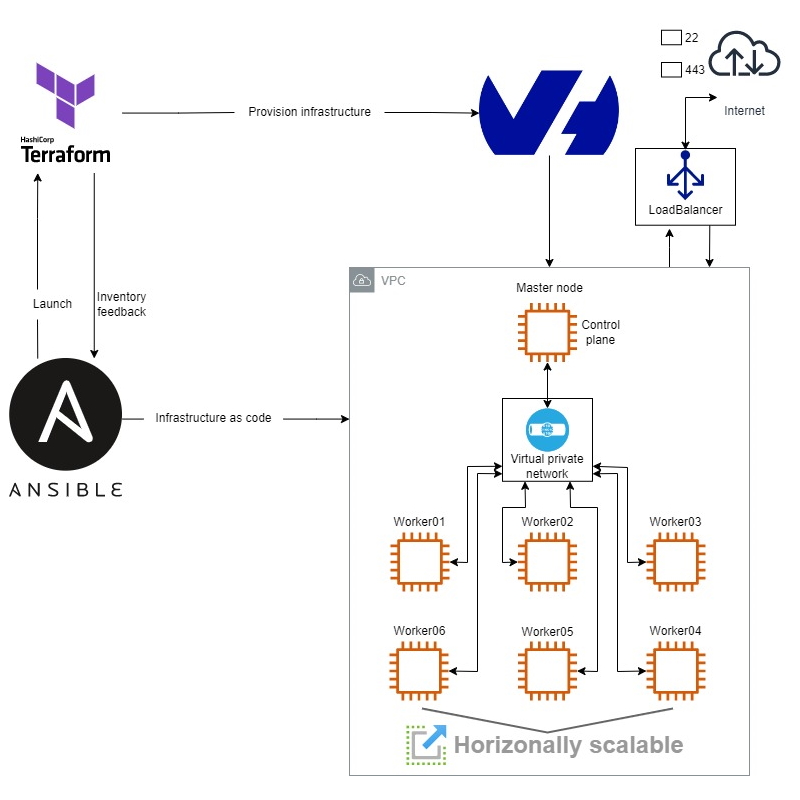 22
443
Internet
HashiCorp
Terraform
Provision infrastructure
LoadBalancer
VPC
Master node
Control
plane
Launch
Inventory
feedback
Infrastructure as code
ANSIBLE
Virtual private
network
Worker01
Worker02
Worker03
Worker06
Worker05
Worker04
Horizonally scalable